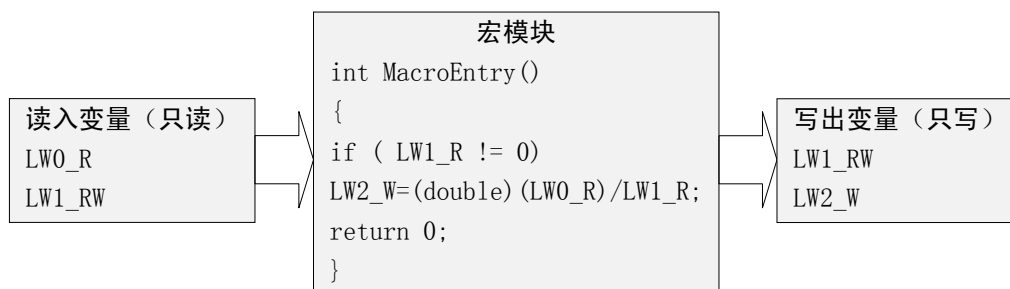 读入变量（只读）
LW0_R
LW1_RW
宏模块
int MacroEntry()
{
if ( LW1_R != 0)
LW2_W=(double)(LW0_R)/LW1_R;
return 0;
}
写出变量（只写）
LW1_RW
LW2_W